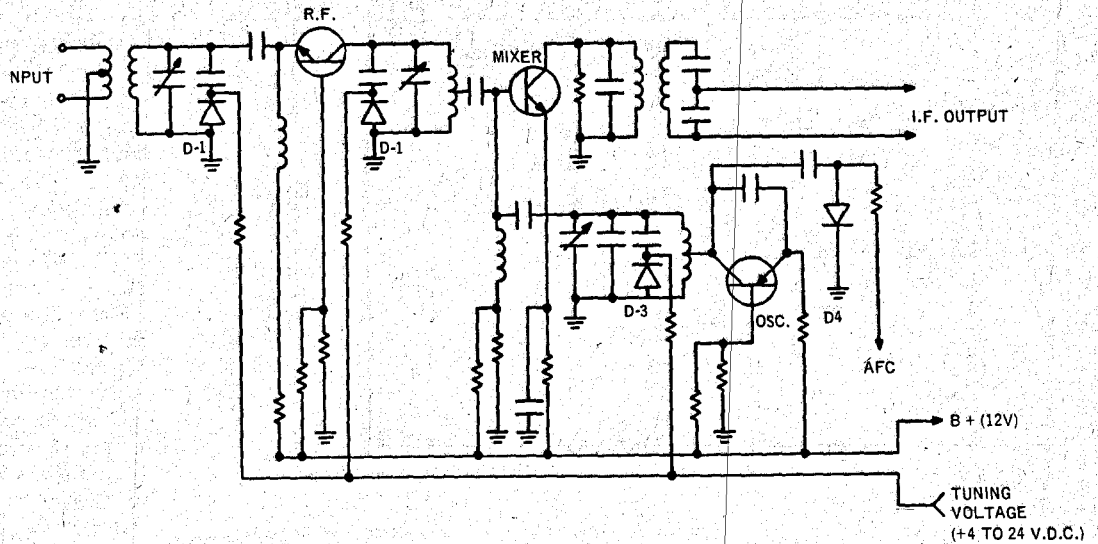 R.F.
MIXER
NPUT
D-1
D-1
I.F. OUTPUT
D-3
OSC.
D4
AFC
B + (12V)
TUNING
VOLTAGE
(+4 TO 24 V.D.C.)